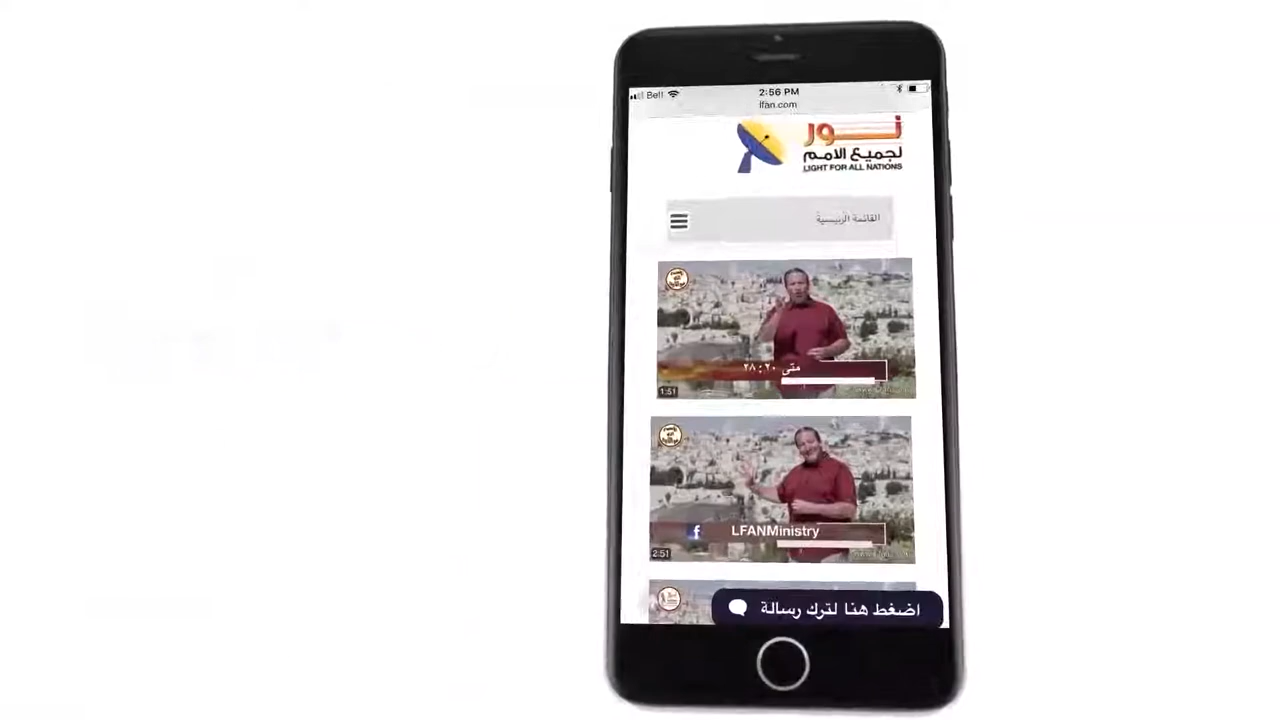 Bell
2:56 PM
lfan.com
نور
لجميع الامم
LIGHT FOR ALL NATIONS
القائمة الرئيسية
متى ٢٨:٢٠
1:51
LFANMinistry
2:51
اضغط هنا لترك رسالة